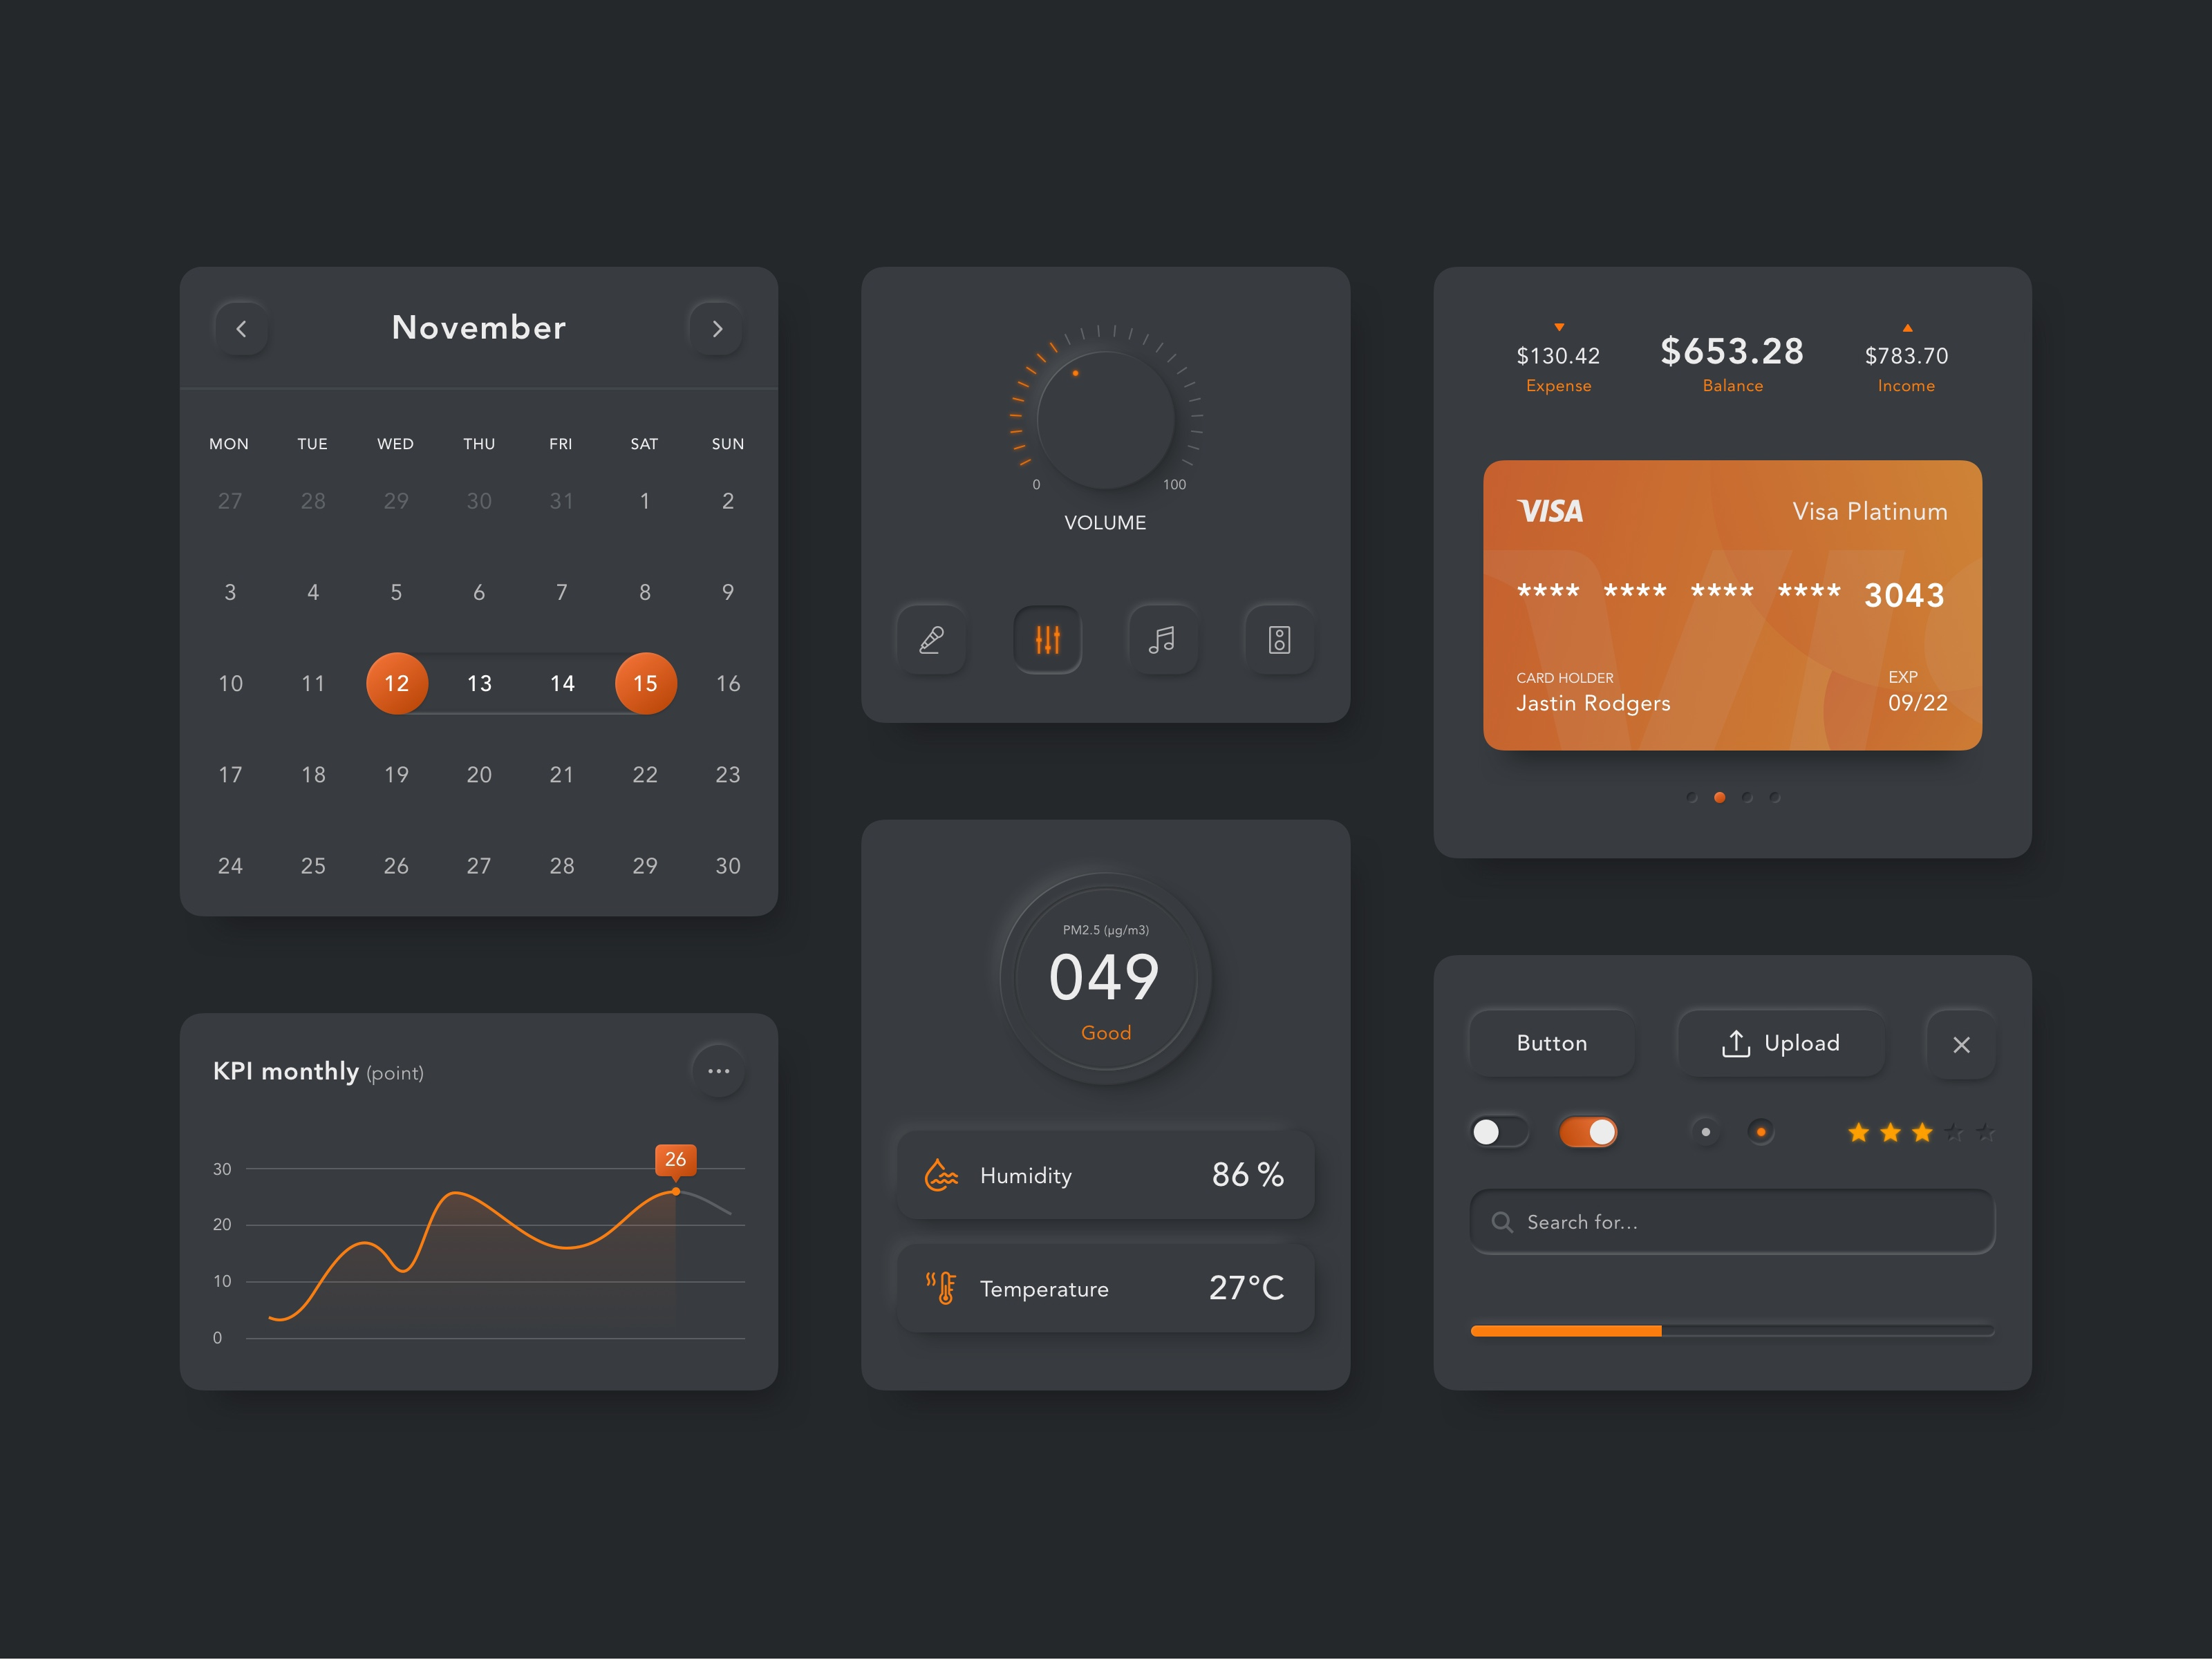 November
MON TUE WED THU FRI SAT SUN
27 28 29 30 31 1 2
3 4 5 6 7 8 9
10 11 12 13 14 15 16
17 18 19 20 21 22 23
24 25 26 27 28 29 30
KPI monthly (point)
26
30
20
10
0
0 100
VOLUME
PM2.5 (µg/m3)
049
Good
Humidity 86 %
Temperature 27°C
$130.42 $653.28 $783.70
Expense Balance Income
VISA Visa Platinum
**** **** **** **** 3043
CARD HOLDER EXP
Jastin Rodgers 09/22
Button Upload
Search for...